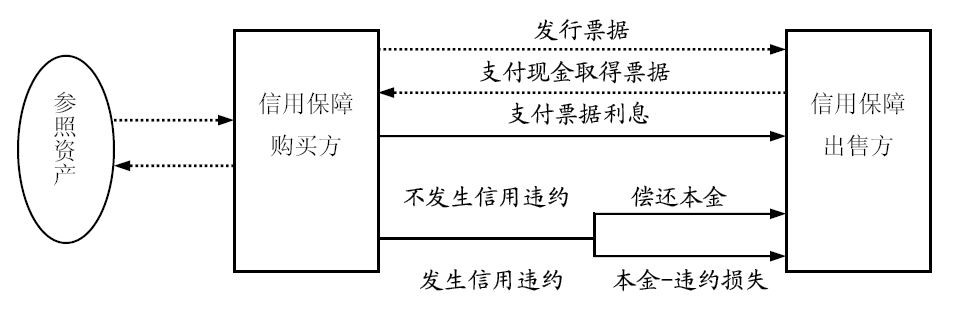 参照资产
信用保障
购买方
发行票据
支付现金取得票据
支付票据利息
不发生信用违约
偿还本金
发生信用违约
本金-违约损失
信用保障
出售方